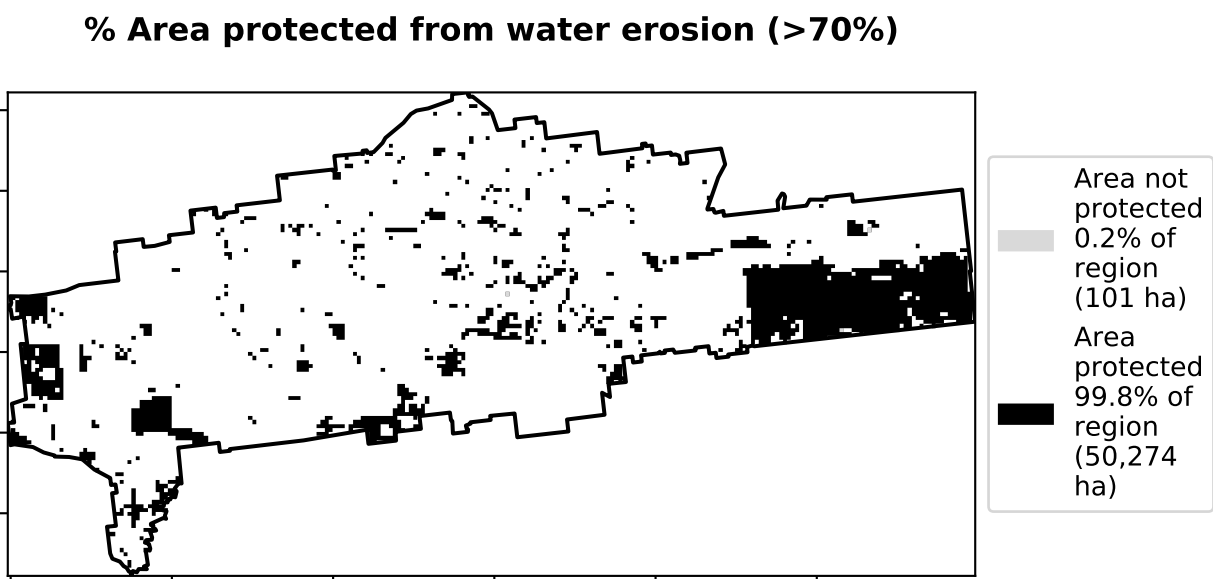 % Area protected from water erosion (>70%)
Area not
protected
0.2% of
region
(101 ha)
Area
protected
99.8% of
region
(50,274
ha)